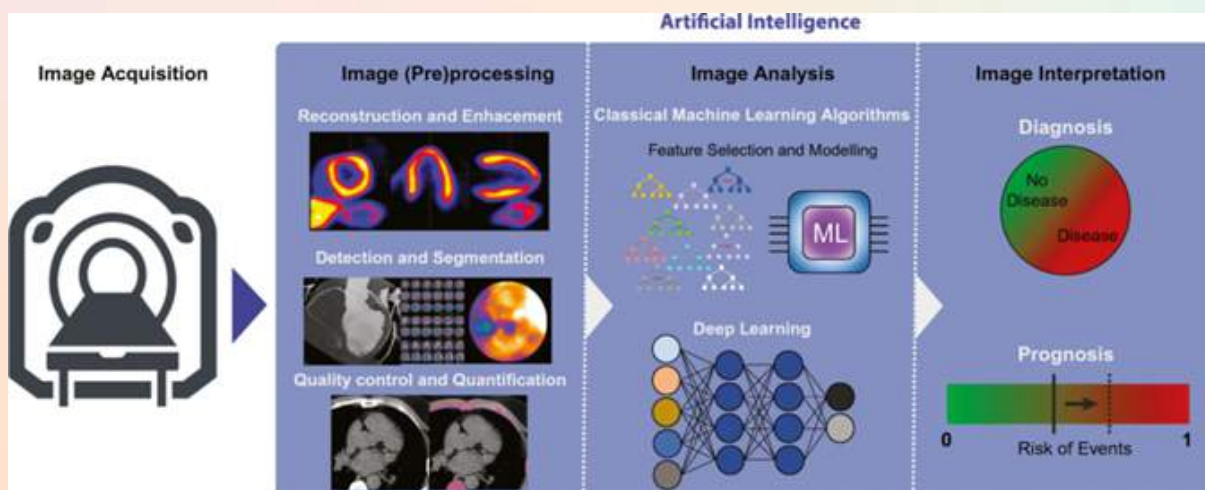 Artificial Intelligence
Image Acquisition
Image (Pre)processing
Reconstruction and Enhacement
Detection and Segmentation
Quality control and Quantification
Image Analysis
Classical Machine Learning Algorithms
Feature Selection and Modelling
ML
Deep Learning
Image Interpretation
Diagnosis
No
Disease
Disease
Prognosis
0
1
Risk of Events